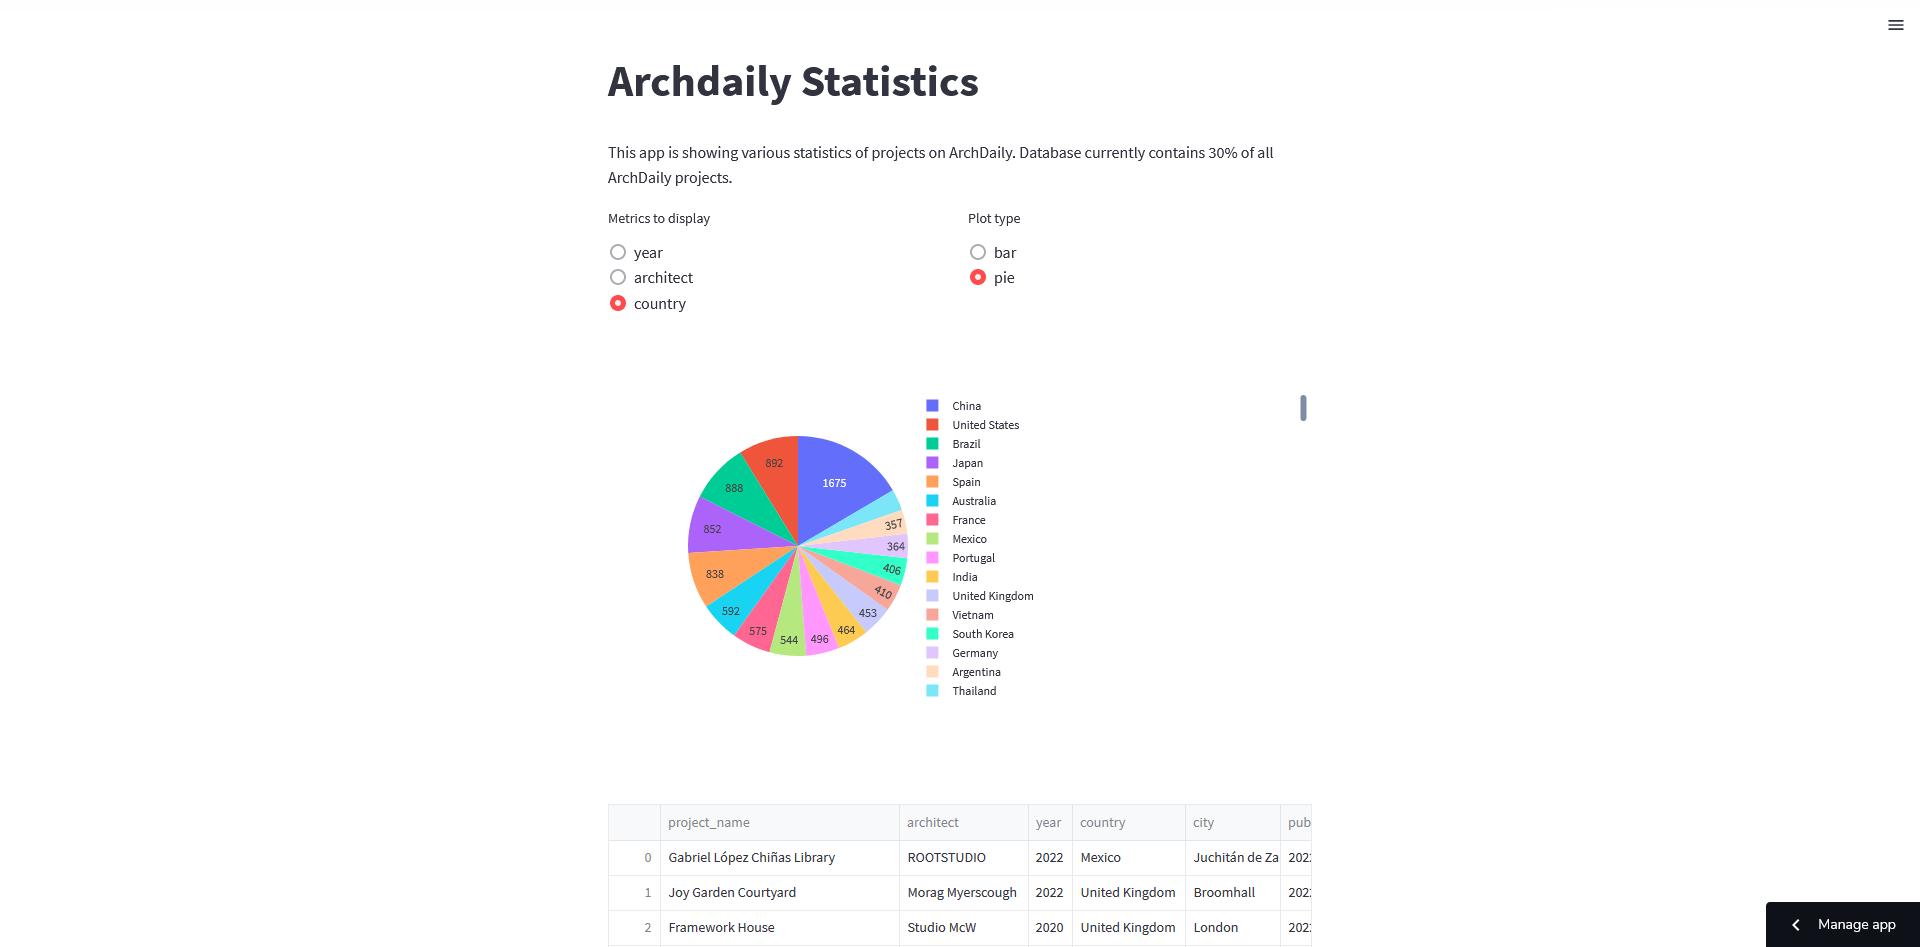 Archdaily Statistics
This app is showing various statistics of projects on ArchDaily. Database currently contains 30% of all
ArchDaily projects.
Metrics to display
year
architect
country
Plot type
bar
pie
892
1675
888
852
838
592
575
544
496
464
453
410
406
364
357
China
United States
Brazil
Japan
Spain
Australia
France
Mexico
Portugal
India
United Kingdom
Vietnam
South Korea
Germany
Argentina
Thailand
project_name architect year country city pub
0 Gabriel López Chiñas Library ROOTSTUDIO 2022 Mexico Juchitán de Za 202
1 Joy Garden Courtyard Morag Myerscough 2022 United Kingdom Broomhall 202
2 Framework House Studio McW 2020 United Kingdom London 202
Manage app